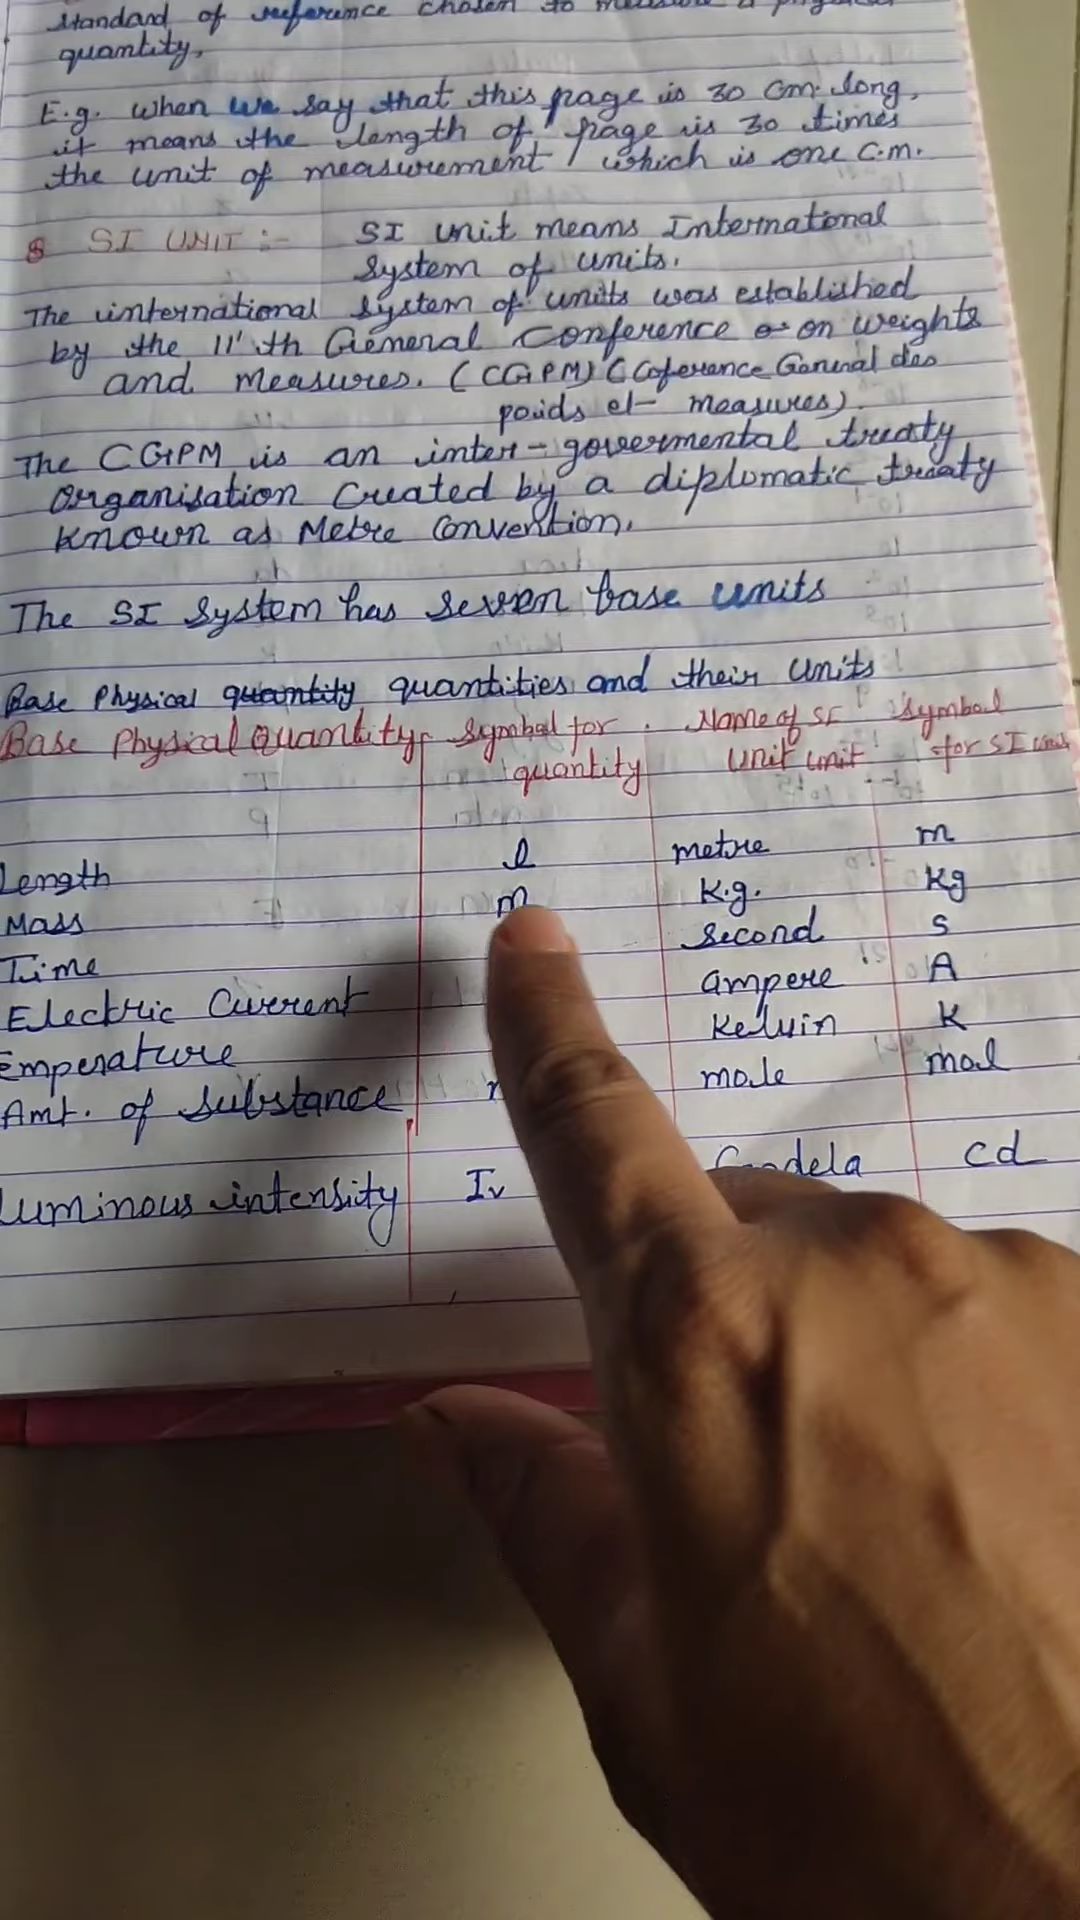 standard of reference chosen to measure a physical
quantity,
E.g. when we say that this page is 30 cm. long,
it means the length of page is 30 times
the unit of measurement which is one c.m.
8 SI UNIT :- SI unit means International
System of units.
The international system of units was established
by the 11'th General Conference on weights
and measures. (CGPM) (Coference General des
poids et measures).
The CGPM is an inter-govermental treaty
organisation created by a diplomatic treaty
known as Metre Convention.
The SI System has seven base units
Base Physical quantity quantities and their units
Base Physical Quantity Symbol for quantity Name of SI Unit unit Symbol for SI Unit
Length l metre m
Mass m K.g. Kg
Time second s
Electric Current ampere A
Emperature Kelvin K
Amt. of substance n mole mol
Luminous intensity Iv Candela Cd